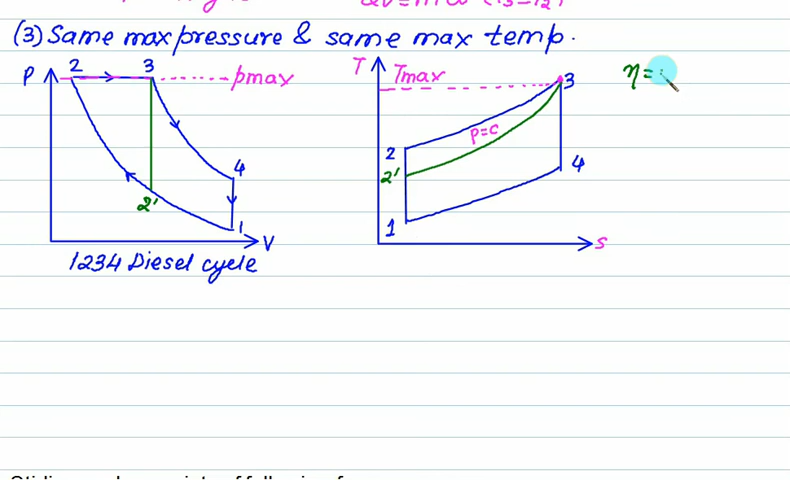 (3) Same max pressure & same max temp.
P 2 3 pmax
4
2'
1
V
1234 Diesel cycle
T Tmax 3
p=c
2
2'
4
1
s
η=